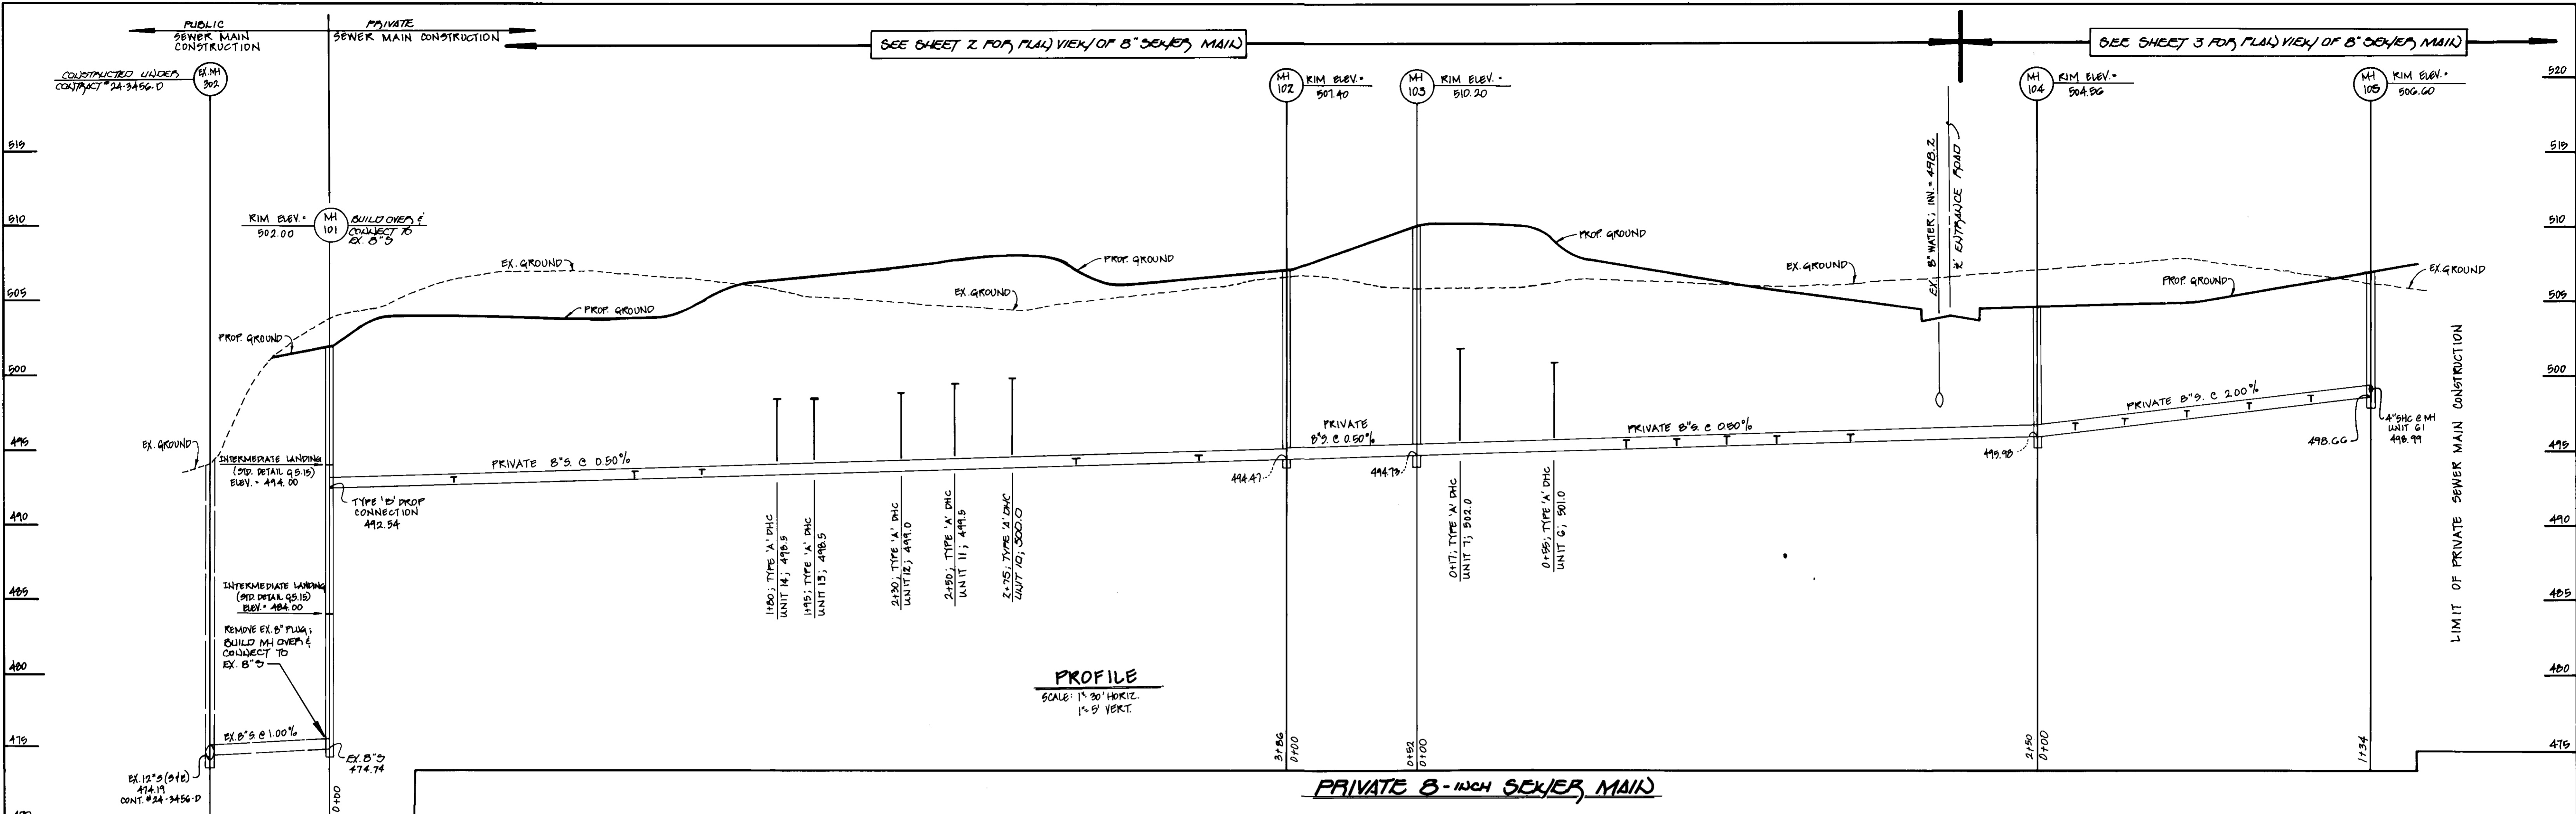 PUBLIC
SEWER MAIN
CONSTRUCTION
PRIVATE
SEWER MAIN CONSTRUCTION
SEE SHEET 2 FOR PLAN VIEW OF 8" SEWER MAIN
SEE SHEET 3 FOR PLAN VIEW OF 8" SEWER MAIN
CONSTRUCTED UNDER
CONTRACT #24-3456-D
EX. MH
302
MH
102
RIM ELEV. =
507.40
MH
103
RIM ELEV. =
510.20
MH
104
RIM ELEV. =
MH
105
RIM ELEV. =
506.60
520
515
515
510
510
505
505
500
500
495
495
490
490
485
485
480
480
475
475
RIM ELEV. =
502.00
MH
101
BUILD OVER &
CONNECT TO
EX. 8"S
EX. GROUND
PROP. GROUND
EX. GROUND
PROP. GROUND
PROP. GROUND
EX. 8" WATER; INV. = 498.2
℄ ENTRANCE ROAD
EX. GROUND
PROP. GROUND
EX. GROUND
PROP. GROUND
PROP. GROUND
EX. GROUND
INTERMEDIATE LANDING
(STD. DETAIL G5.15)
ELEV. = 494.00
PRIVATE 8"S. @ 0.50%
TYPE 'B' DROP
CONNECTION
492.54
PRIVATE
8"S. @ 0.50%
PRIVATE 8"S. @ 0.50%
PRIVATE 8"S. @ 2.00%
494.47
494.73
495.98
498.66
4"SHC @ MH
UNIT 61
498.99
LIMIT OF PRIVATE SEWER MAIN CONSTRUCTION
1+80; TYPE 'A' DHC
UNIT 14; 498.5
1+95; TYPE 'A' DHC
UNIT 13; 498.5
2+30; TYPE 'A' DHC
UNIT 12; 499.0
2+50; TYPE 'A' DHC
UNIT 11; 499.5
2+75; TYPE 'A' DHC
UNIT 10; 500.0
0+17; TYPE 'A' DHC
UNIT 7; 502.0
0+55; TYPE 'A' DHC
UNIT 6; 501.0
INTERMEDIATE LANDING
(STD. DETAIL G5.15)
ELEV. = 484.00
REMOVE EX. 8" PLUG;
BUILD MH OVER &
CONNECT TO
EX. 8"S
EX. 8"S @ 1.00%
EX. 8"S
474.74
EX. 12"S (S&E)
474.19
CONT. #24-3456-D
0+00
PROFILE
SCALE: 1"=30' HORIZ.
1"=5' VERT.
3+86
0+00
0+52
0+00
2+50
0+00
1+34
PRIVATE 8-INCH SEWER MAIN